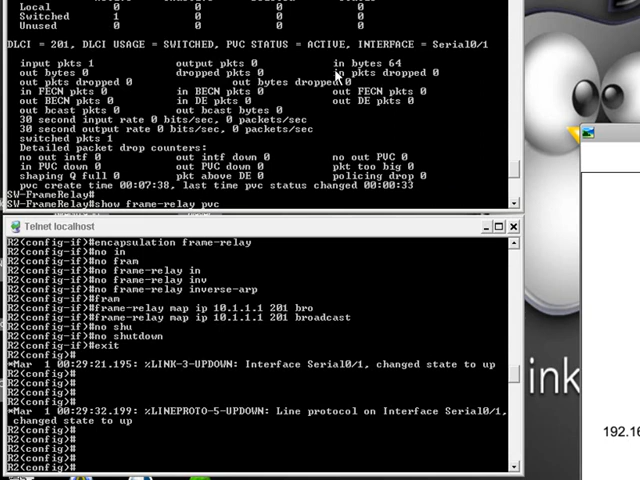 Local 0 0 0 0
Switched 1 0 0 0
Unused 0 0 0 0
DLCI = 201, DLCI USAGE = SWITCHED, PVC STATUS = ACTIVE, INTERFACE = Serial0/1
input pkts 1 output pkts 0 in bytes 64
out bytes 0 dropped pkts 0 in pkts dropped 0
out pkts dropped 0 out bytes dropped 0
in FECN pkts 0 in BECN pkts 0 out FECN pkts 0
out BECN pkts 0 in DE pkts 0 out DE pkts 0
out bcast pkts 0 out bcast bytes 0
30 second input rate 0 bits/sec, 0 packets/sec
30 second output rate 0 bits/sec, 0 packets/sec
switched pkts 1
Detailed packet drop counters:
no out intf 0 out intf down 0 no out PVC 0
in PVC down 0 out PVC down 0 pkt too big 0
shaping Q full 0 pkt above DE 0 policing drop 0
pvc create time 00:07:38, last time pvc status changed 00:00:33
SW-FrameRelay#
SW-FrameRelay#show frame-relay pvc
Telnet localhost
R2(config-if)#encapsulation frame-relay
R2(config-if)#no in
R2(config-if)#no fram
R2(config-if)#no frame-relay in
R2(config-if)#no frame-relay inv
R2(config-if)#no frame-relay inverse-arp
R2(config-if)#fram
R2(config-if)#frame-relay map ip 10.1.1.1 201 bro
R2(config-if)#frame-relay map ip 10.1.1.1 201 broadcast
R2(config-if)#no shu
R2(config-if)#no shutdown
R2(config-if)#exit
R2(config)#
*Mar 1 00:29:21.195: %LINK-3-UPDOWN: Interface Serial0/1, changed state to up
R2(config)#
R2(config)#
R2(config)#
R2(config)#
*Mar 1 00:29:32.199: %LINEPROTO-5-UPDOWN: Line protocol on Interface Serial0/1,
changed state to up
R2(config)#
R2(config)#
R2(config)#
R2(config)#
R2(config)#
ink
192.16